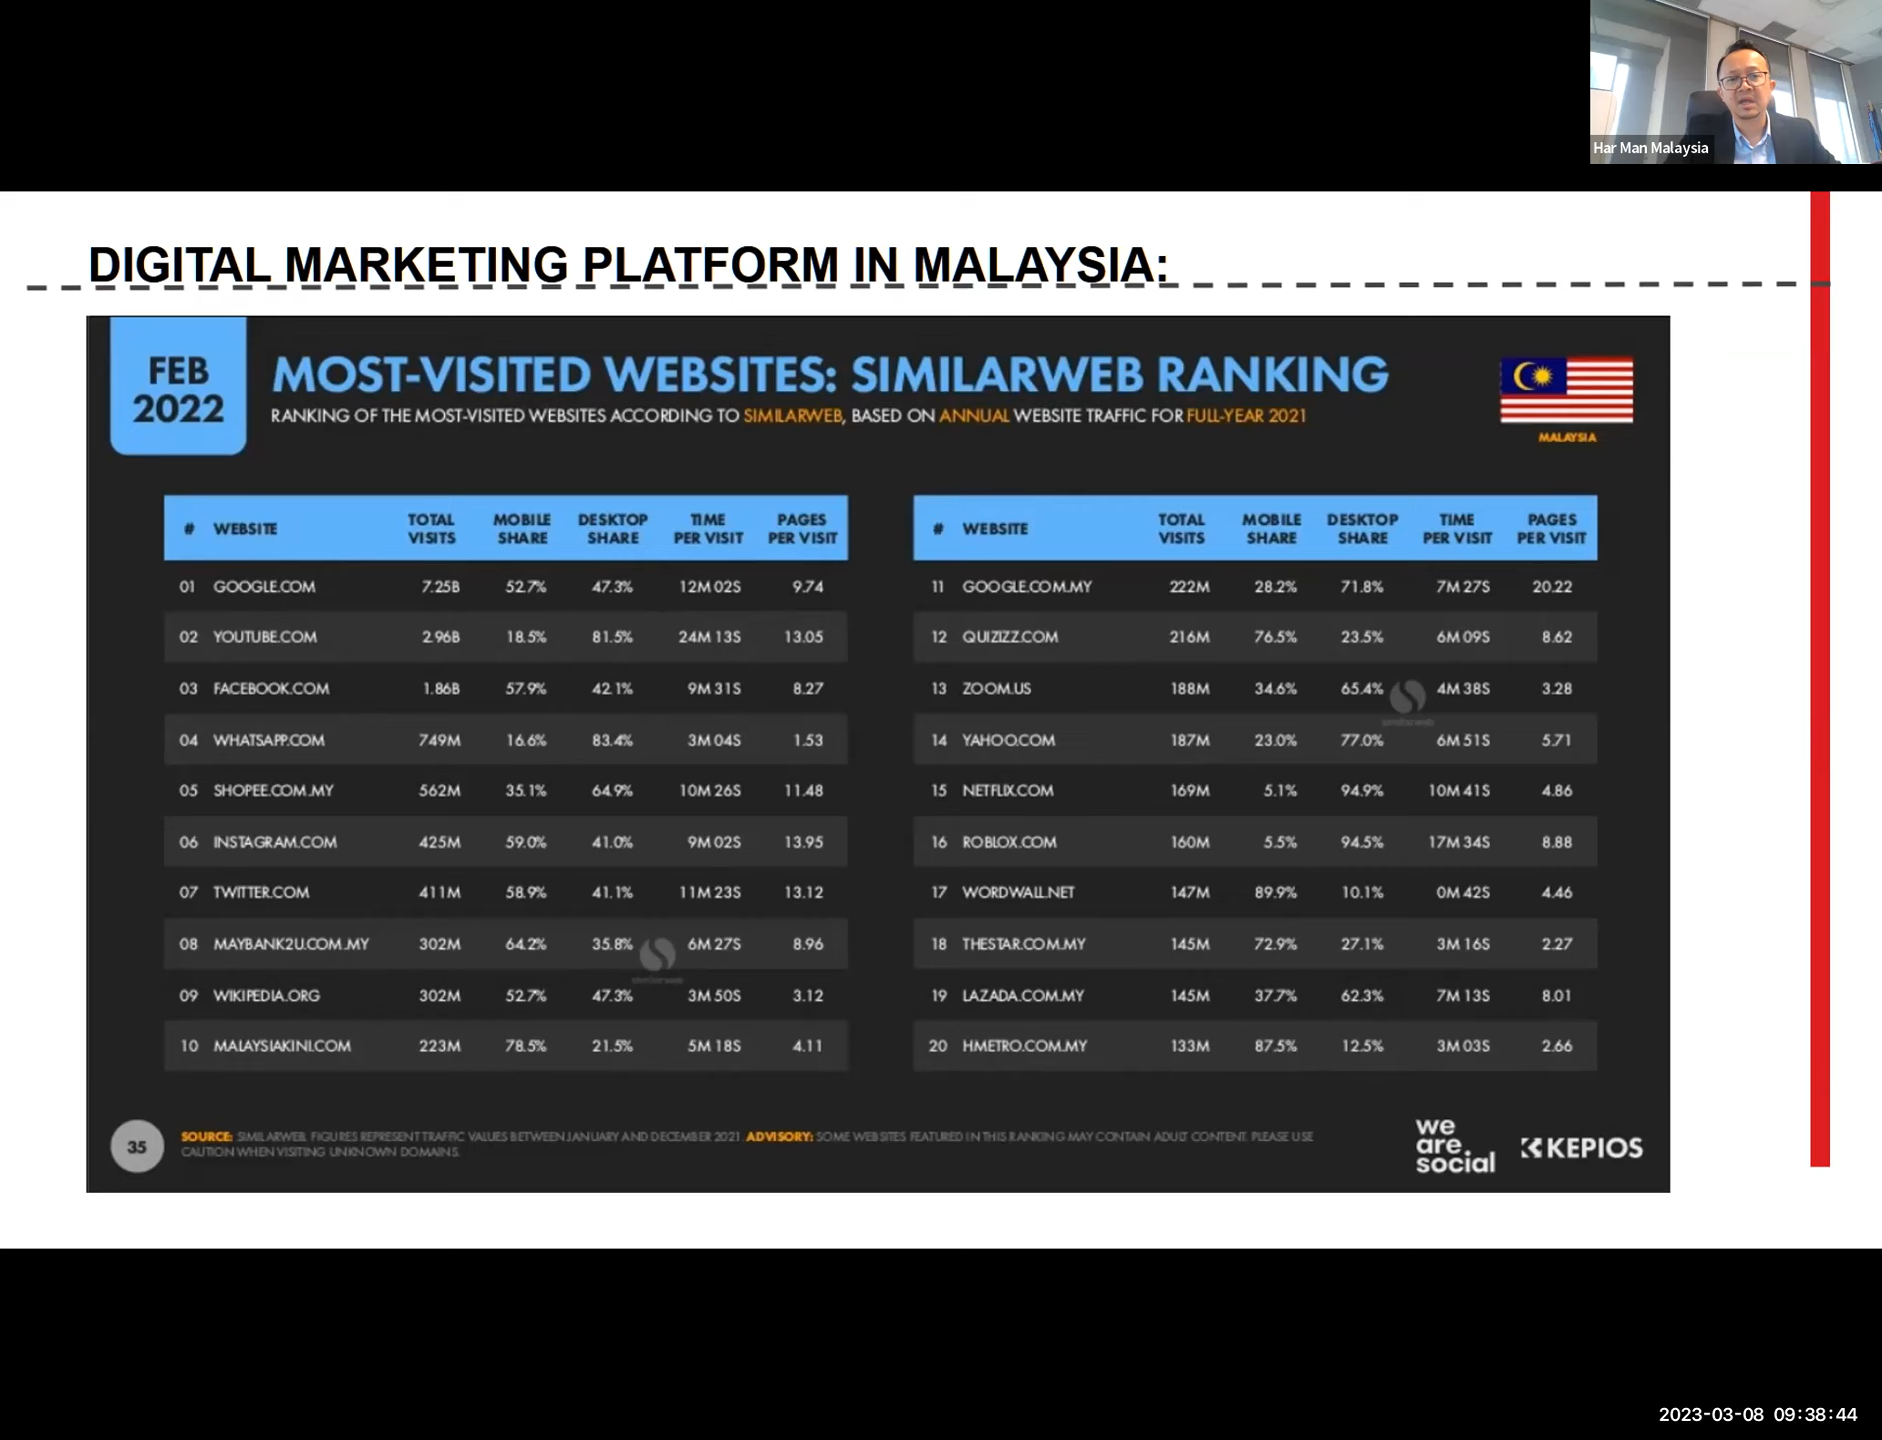 Har Man Malaysia
DIGITAL MARKETING PLATFORM IN MALAYSIA:
FEB
2022
MOST-VISITED WEBSITES: SIMILARWEB RANKING
RANKING OF THE MOST-VISITED WEBSITES ACCORDING TO SIMILARWEB, BASED ON ANNUAL WEBSITE TRAFFIC FOR FULL-YEAR 2021
MALAYSIA
# WEBSITE TOTAL VISITS MOBILE SHARE DESKTOP SHARE TIME PER VISIT PAGES PER VISIT
01 GOOGLE.COM 7.25B 52.7% 47.3% 12M 02S 9.74
02 YOUTUBE.COM 2.96B 18.5% 81.5% 24M 13S 13.05
03 FACEBOOK.COM 1.86B 57.9% 42.1% 9M 31S 8.27
04 WHATSAPP.COM 749M 16.6% 83.4% 3M 04S 1.53
05 SHOPEE.COM.MY 562M 35.1% 64.9% 10M 26S 11.48
06 INSTAGRAM.COM 425M 59.0% 41.0% 9M 02S 13.95
07 TWITTER.COM 411M 58.9% 41.1% 11M 23S 13.12
08 MAYBANK2U.COM.MY 302M 64.2% 35.8% 6M 27S 8.96
09 WIKIPEDIA.ORG 302M 52.7% 47.3% 3M 50S 3.12
10 MALAYSIAKINI.COM 223M 78.5% 21.5% 5M 18S 4.11
# WEBSITE TOTAL VISITS MOBILE SHARE DESKTOP SHARE TIME PER VISIT PAGES PER VISIT
11 GOOGLE.COM.MY 222M 28.2% 71.8% 7M 27S 20.22
12 QUIZIZZ.COM 216M 76.5% 23.5% 6M 09S 8.62
13 ZOOM.US 188M 34.6% 65.4% 4M 38S 3.28
14 YAHOO.COM 187M 23.0% 77.0% 6M 51S 5.71
15 NETFLIX.COM 169M 5.1% 94.9% 10M 41S 4.86
16 ROBLOX.COM 160M 5.5% 94.5% 17M 34S 8.88
17 WORDWALL.NET 147M 89.9% 10.1% 0M 42S 4.46
18 THESTAR.COM.MY 145M 72.9% 27.1% 3M 16S 2.27
19 LAZADA.COM.MY 145M 37.7% 62.3% 7M 13S 8.01
20 HMETRO.COM.MY 133M 87.5% 12.5% 3M 03S 2.66
35
SOURCE: SIMILARWEB. FIGURES REPRESENT TRAFFIC VALUES BETWEEN JANUARY AND DECEMBER 2021. ADVISORY: SOME WEBSITES FEATURED IN THIS RANKING MAY CONTAIN ADULT CONTENT. PLEASE USE
CAUTION WHEN VISITING UNKNOWN DOMAINS.
we
are.
social
KEPIOS
2023-03-08 09:38:44